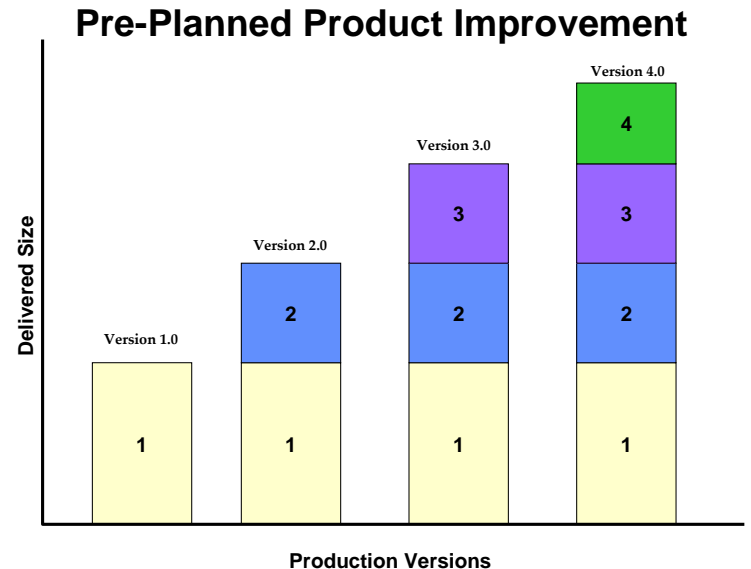 Pre-Planned Product Improvement
Version 4.0
4
Version 3.0
3
3
Version 2.0
2
2
2
Version 1.0
1
1
1
1
Delivered Size
Production Versions